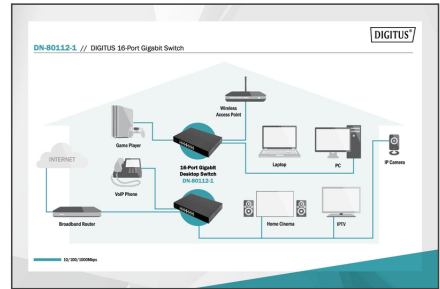 DIGITUS®
DN-80112-1 // DIGITUS 16-Port Gigabit Switch
Wireless
Access Point
Game Player
16-Port Gigabit
Desktop Switch
DN-80112-1
Laptop
PC
IP Camera
INTERNET
VoIP Phone
Broadband Router
Home Cinema
IPTV
10/100/1000Mbps